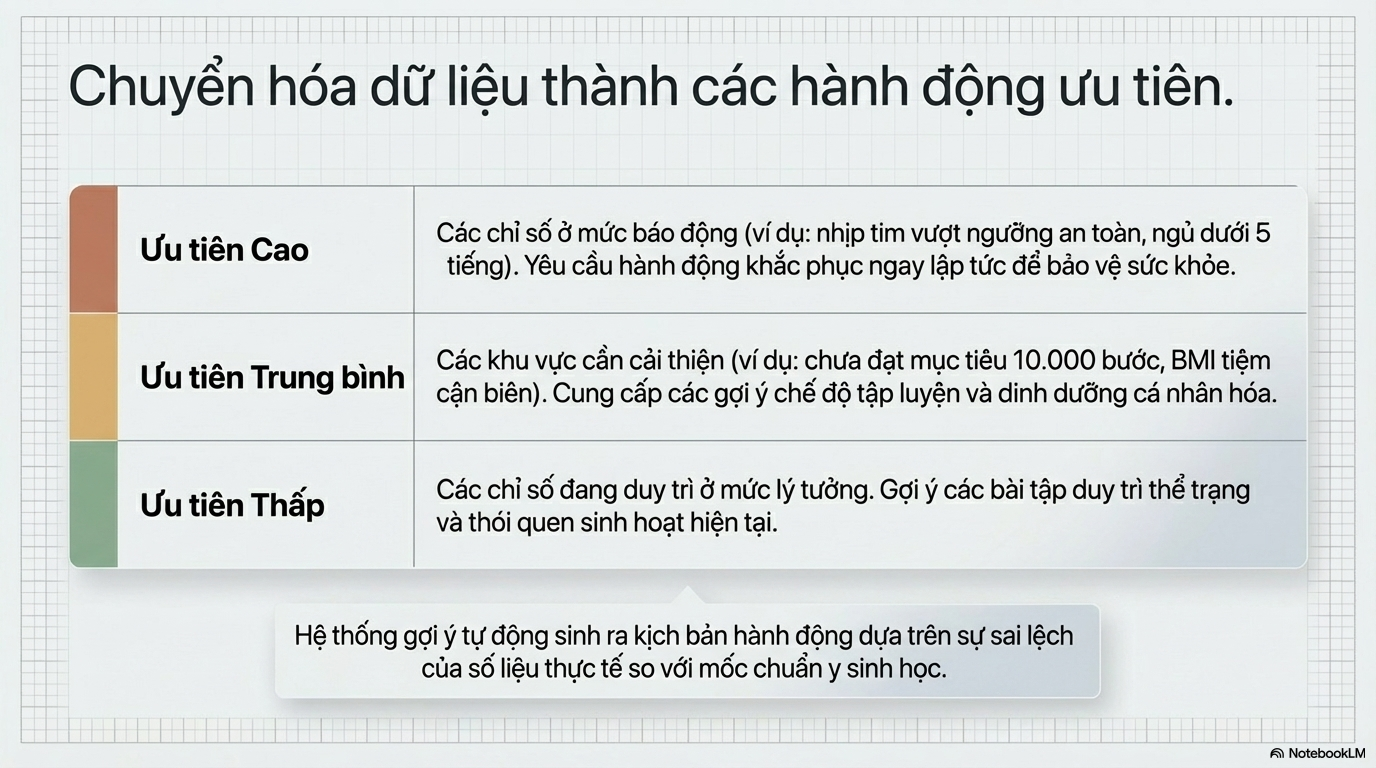 Chuyển hóa dữ liệu thành các hành động ưu tiên.
Ưu tiên Cao
Các chỉ số ở mức báo động (ví dụ: nhịp tim vượt ngưỡng an toàn, ngủ dưới 5
tiếng). Yêu cầu hành động khắc phục ngay lập tức để bảo vệ sức khỏe.
Ưu tiên Trung bình
Các khu vực cần cải thiện (ví dụ: chưa đạt mục tiêu 10.000 bước, BMI tiệm
cận biên). Cung cấp các gợi ý chế độ tập luyện và dinh dưỡng cá nhân hóa.
Ưu tiên Thấp
Các chỉ số đang duy trì ở mức lý tưởng. Gợi ý các bài tập duy trì thể trạng
và thói quen sinh hoạt hiện tại.
Hệ thống gợi ý tự động sinh ra kịch bản hành động dựa trên sự sai lệch
của số liệu thực tế so với mốc chuẩn y sinh học.
NotebookLM